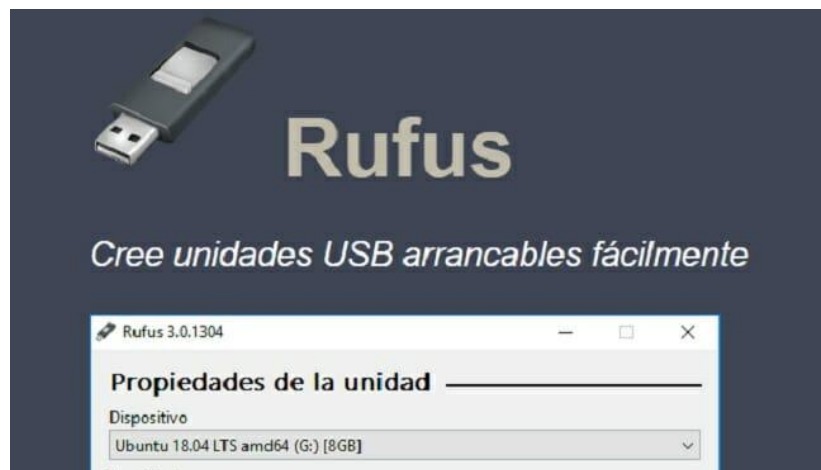 Rufus
Cree unidades USB arrancables fácilmente
Rufus 3.0.1304
Propiedades de la unidad
Dispositivo
Ubuntu 18.04 LTS amd64 (G:) [8GB]